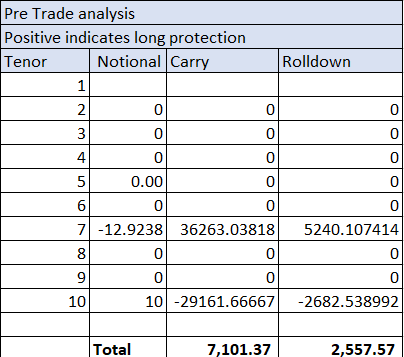 Pre Trade analysis
Positive indicates long protection
Tenor Notional Carry Rolldown
1
2 0 0 0
3 0 0 0
4 0 0 0
5 0.00 0 0
6 0 0 0
7 -12.9238 36263.03818 5240.107414
8 0 0 0
9 0 0 0
10 10 -29161.66667 -2682.538992
Total 7,101.37 2,557.57